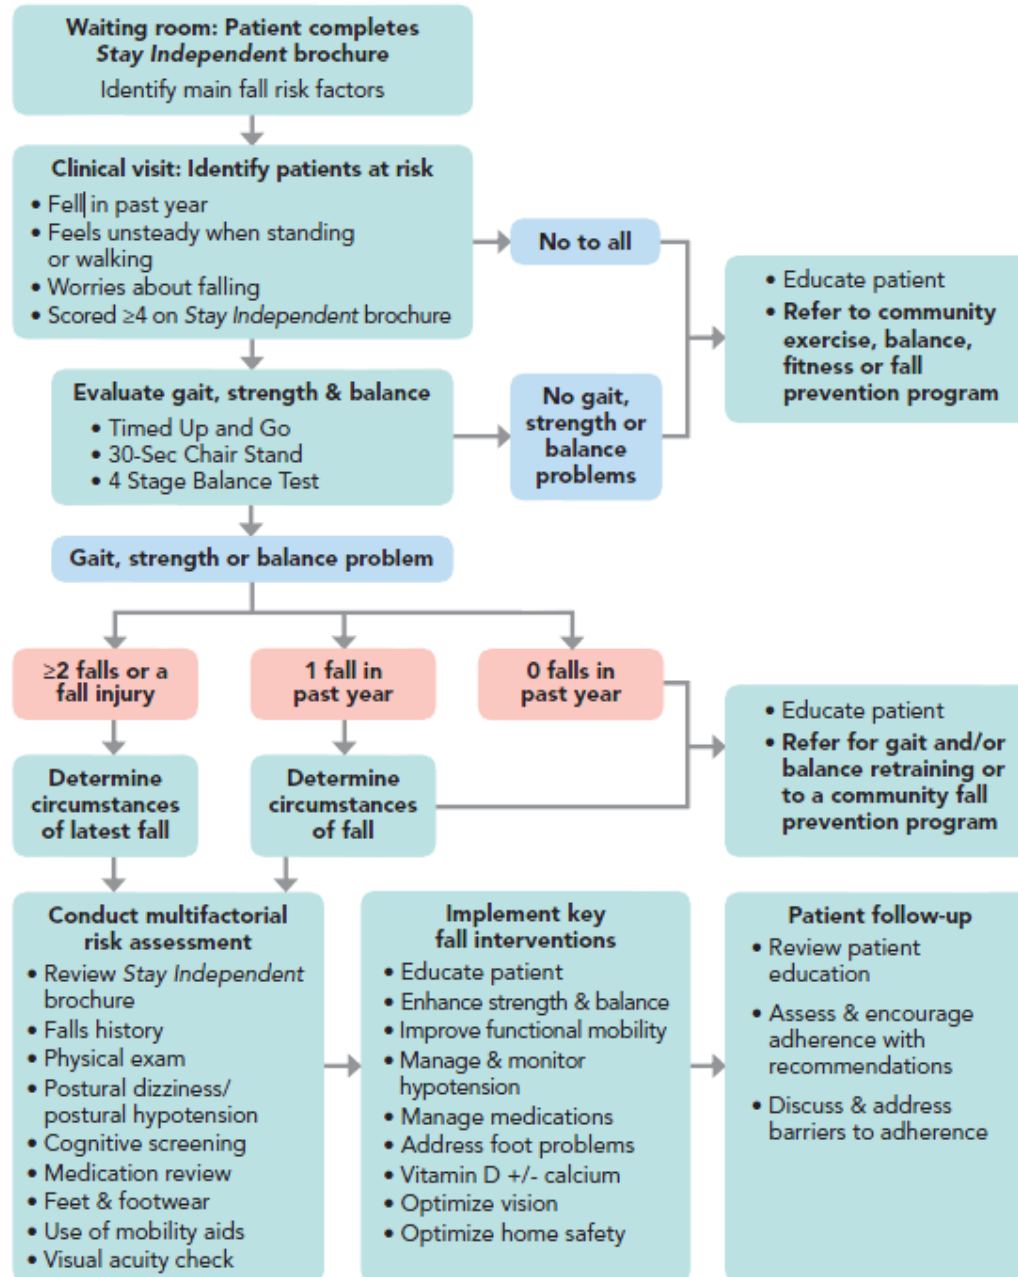 Waiting room: Patient completes
Stay Independent brochure
Identify main fall risk factors
Clinical visit: Identify patients at risk
• Fell in past year
• Feels unsteady when standing
or walking
• Worries about falling
• Scored ≥4 on Stay Independent brochure
No to all
• Educate patient
• Refer to community
exercise, balance,
fitness or fall
prevention program
Evaluate gait, strength & balance
• Timed Up and Go
• 30-Sec Chair Stand
• 4 Stage Balance Test
No gait,
strength or
balance
problems
Gait, strength or balance problem
≥2 falls or a
fall injury
1 fall in
past year
0 falls in
past year
• Educate patient
• Refer for gait and/or
balance retraining or
to a community fall
prevention program
Determine
circumstances
of latest fall
Determine
circumstances
of fall
Conduct multifactorial
risk assessment
• Review Stay Independent
brochure
• Falls history
• Physical exam
• Postural dizziness/
postural hypotension
• Cognitive screening
• Medication review
• Feet & footwear
• Use of mobility aids
• Visual acuity check
Implement key
fall interventions
• Educate patient
• Enhance strength & balance
• Improve functional mobility
• Manage & monitor
hypotension
• Manage medications
• Address foot problems
• Vitamin D +/- calcium
• Optimize vision
• Optimize home safety
Patient follow-up
• Review patient
education
• Assess & encourage
adherence with
recommendations
• Discuss & address
barriers to adherence